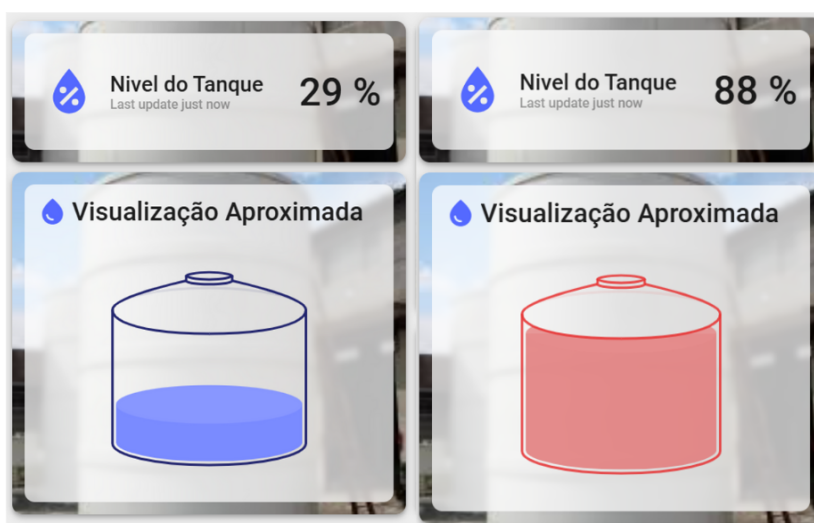 Nivel do Tanque
Last update just now
29 %
Visualização Aproximada
Nivel do Tanque
Last update just now
88 %
Visualização Aproximada